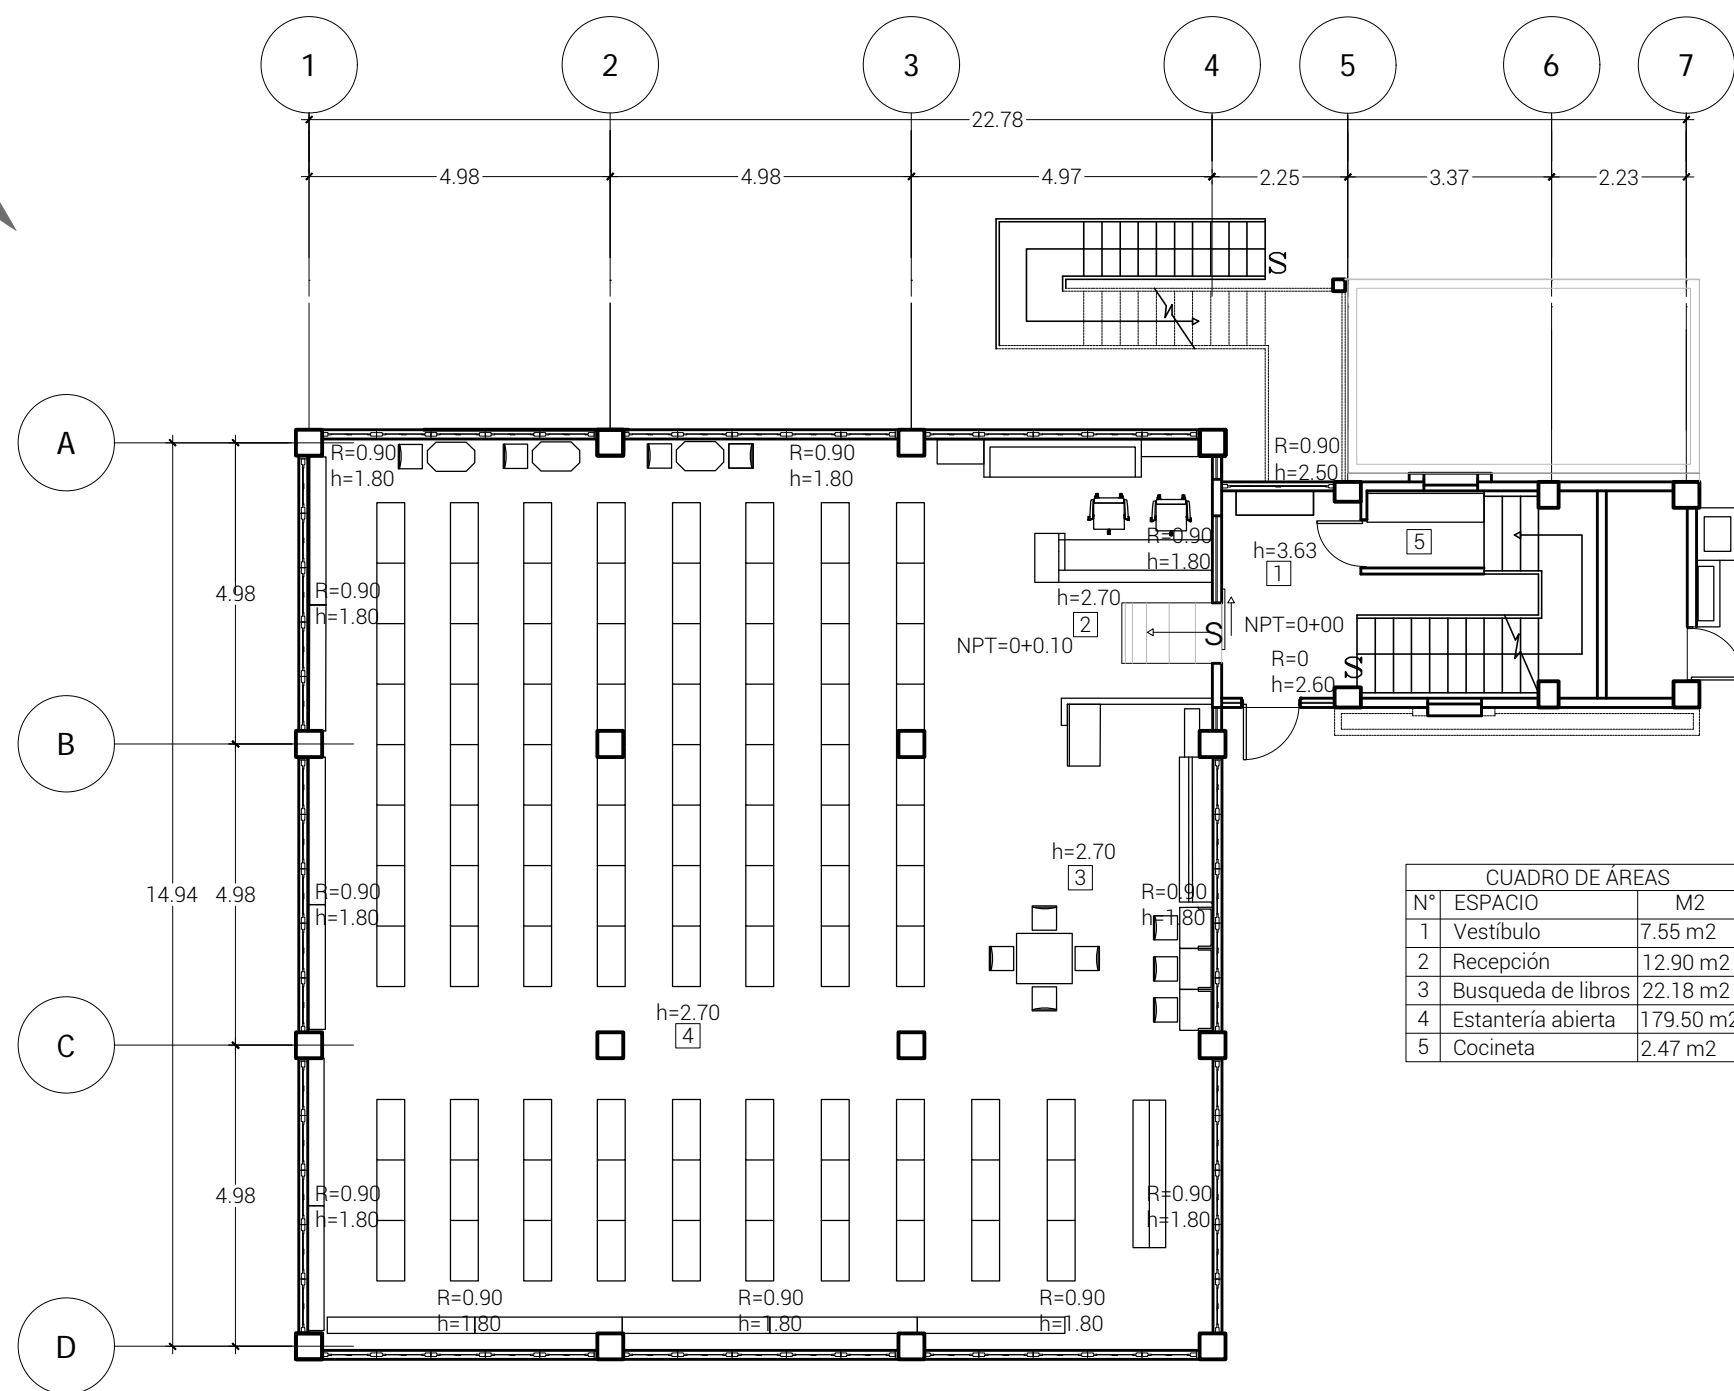 1 2 3 4 5 6 7
22.78
4.98 4.98 4.97 2.25 3.37 2.23
S
A
R=0.90 R=0.90 R=0.90
h=1.80 h=1.80 h=2.50
R=0.90
h=1.80
h=3.63
5
1
4.98
R=0.90
h=1.80
h=2.70
2
S
NPT=0+00
NPT=0+0.10
R=0
h=2.60
S
B
h=2.70
3
14.94
4.98
R=0.90
h=1.80
R=0.90
h=1.80
CUADRO DE ÁREAS
N° ESPACIO M2
1 Vestíbulo 7.55 m2
2 Recepción 12.90 m2
3 Busqueda de libros 22.18 m2
4 Estantería abierta 179.50 m2
5 Cocineta 2.47 m2
h=2.70
4
C
4.98
R=0.90
h=1.80
R=0.90
h=1.80
R=0.90 R=0.90 R=0.90
h=1.80 h=1.80 h=1.80
D